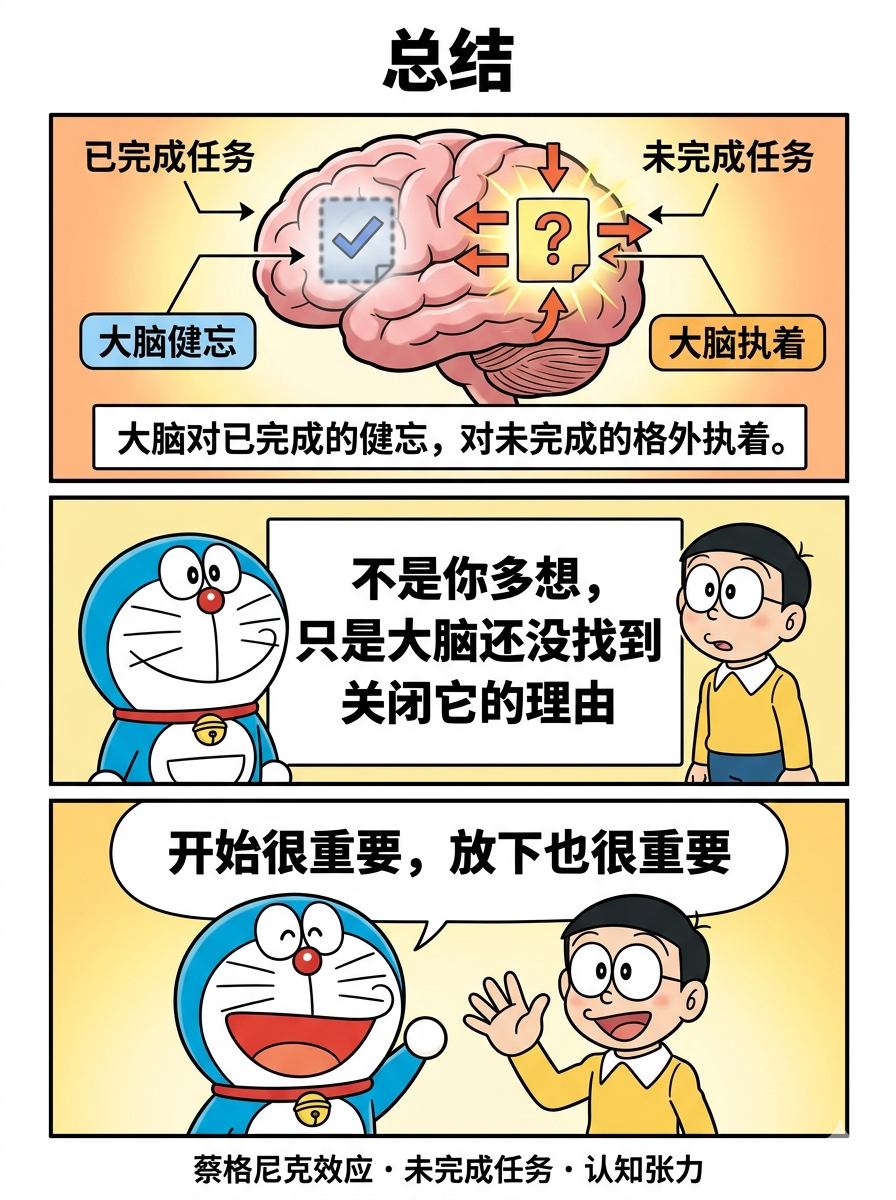 总结
已完成任务
未完成任务
大脑健忘
大脑执着
大脑对已完成的健忘，对未完成的格外执着。
不是你多想，
只是大脑还没找到
关闭它的理由
开始很重要，放下也很重要
蔡格尼克效应·未完成任务·认知张力